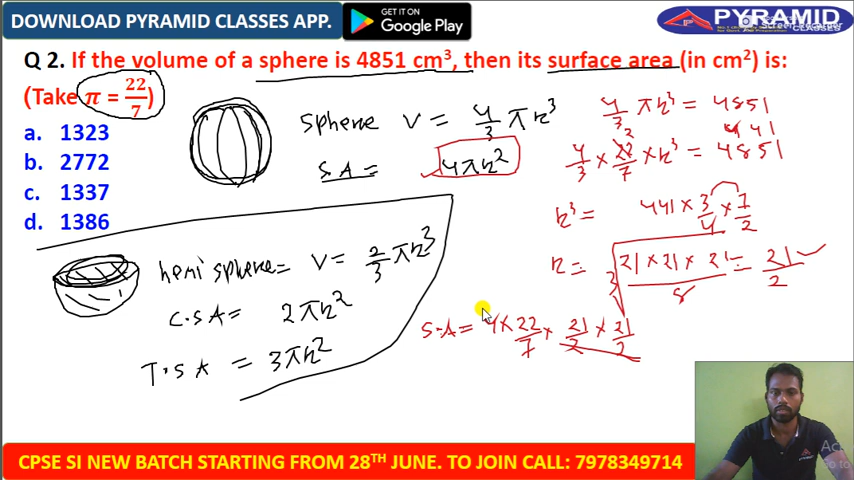 DOWNLOAD PYRAMID CLASSES APP.
GET IT ON
Google Play
PYRAMID
CLASSES
Q 2. If the volume of a sphere is 4851 cm³, then its surface area (in cm²) is:
(Take π = 22/7)
a. 1323
b. 2772
c. 1337
d. 1386
Sphere V = 4/3 πr³
S.A = 4πr²
hemisphere = V = 2/3 πr³
C.S.A = 2πr²
T.S.A = 3πr²
4/3 πr³ = 4851
441
4/3 × 22/7 × r³ = 4851
2
r³ = 441 × 3/4 × 7/2
r = ³√21 × 21 × 21/8 = 21/2
S.A = 4 × 22/7 × 21/2 × 21/2
CPSE SI NEW BATCH STARTING FROM 28TH JUNE. TO JOIN CALL: 7978349714